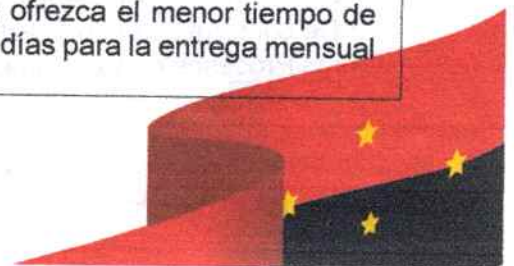 ofrezca el menor tiempo de
días para la entrega mensual